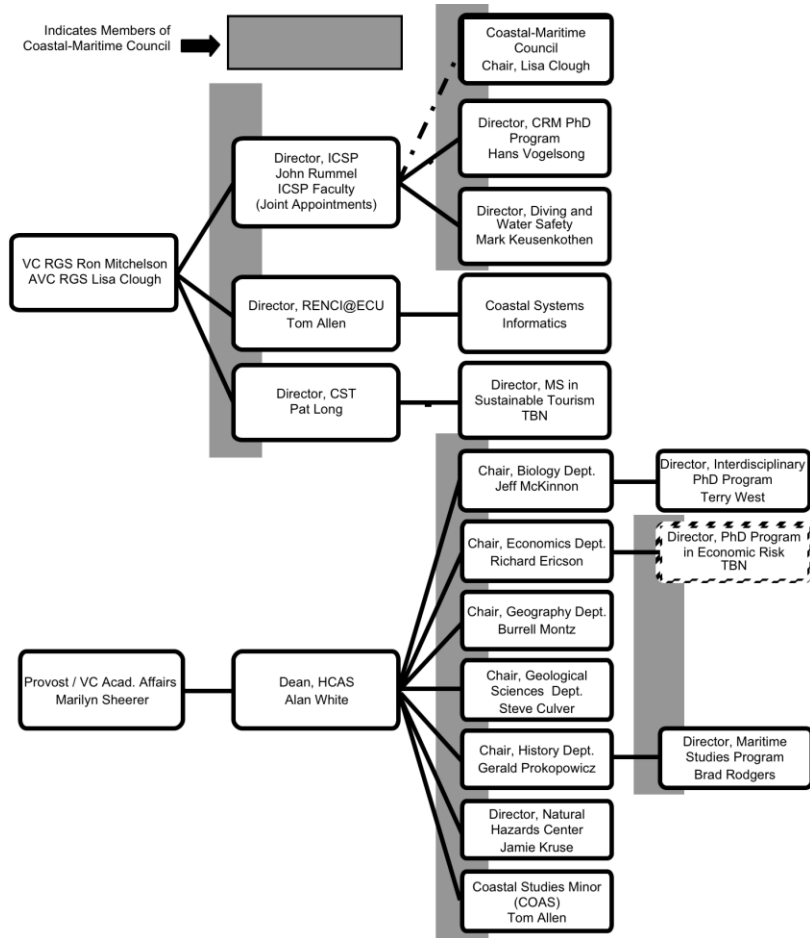 Indicates Members of
Coastal-Maritime Council
Coastal-Maritime
Council
Chair, Lisa Clough
Director, CRM PhD
Program
Hans Vogelsong
Director, ICSP
John Rummel
ICSP Faculty
(Joint Appointments)
Director, Diving and
Water Safety
Mark Keusenkothen
VC RGS Ron Mitchelson
AVC RGS Lisa Clough
Director, RENCI@ECU
Tom Allen
Coastal Systems
Informatics
Director, CST
Pat Long
Director, MS in
Sustainable Tourism
TBN
Chair, Biology Dept.
Jeff McKinnon
Director, Interdisciplinary
PhD Program
Terry West
Chair, Economics Dept.
Richard Ericson
Director, PhD Program
in Economic Risk
TBN
Chair, Geography Dept.
Burrell Montz
Provost / VC Acad. Affairs
Marilyn Sheerer
Dean, HCAS
Alan White
Chair, Geological
Sciences Dept.
Steve Culver
Chair, History Dept.
Gerald Prokopowicz
Director, Maritime
Studies Program
Brad Rodgers
Director, Natural
Hazards Center
Jamie Kruse
Coastal Studies Minor
(COAS)
Tom Allen